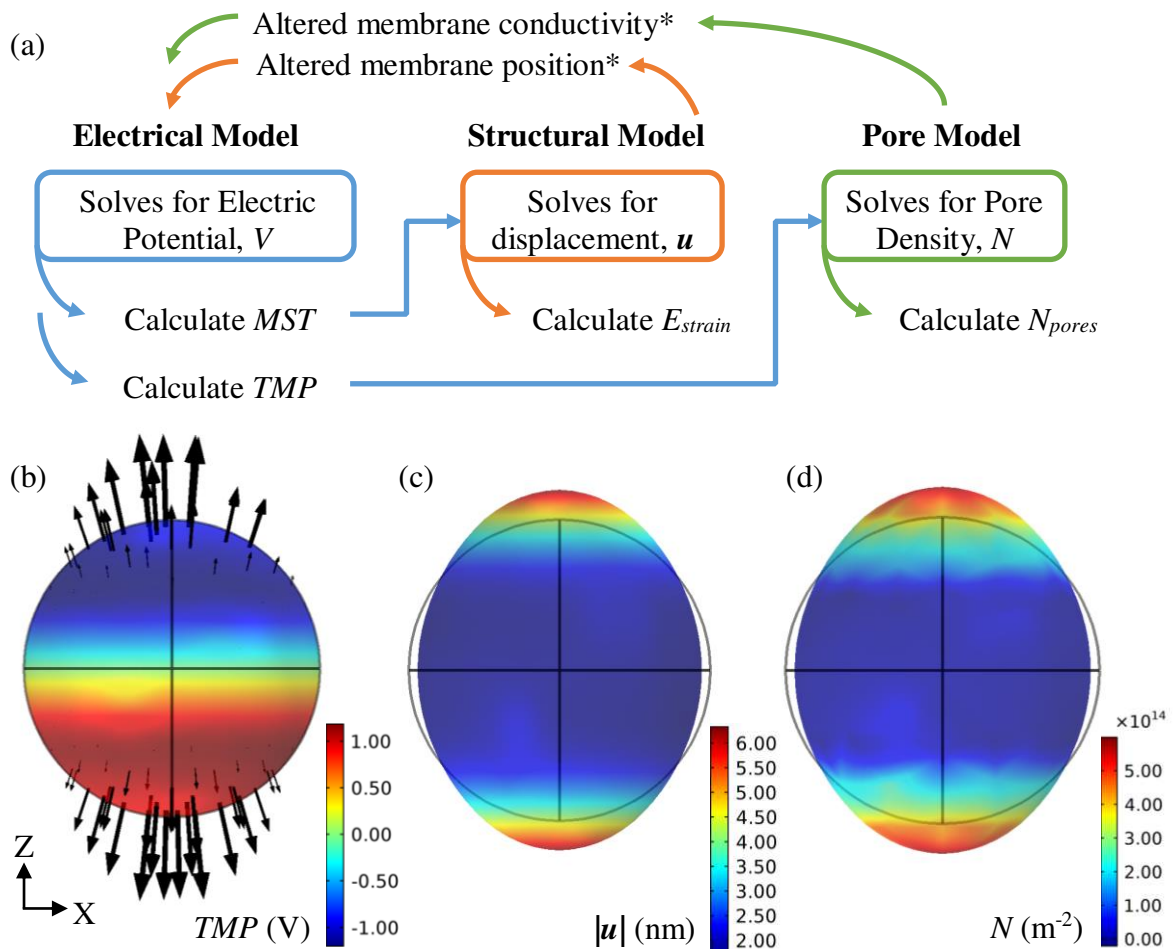 (a)
Altered membrane conductivity*
Altered membrane position*
Electrical Model
Structural Model
Pore Model
Solves for Electric
Potential, V
Solves for
displacement, u
Solves for Pore
Density, N
Calculate MST
Calculate E_strain
Calculate N_pores
Calculate TMP
(b)
(c)
(d)
1.00
0.50
0.00
-0.50
-1.00
6.00
5.50
5.00
4.50
4.00
3.50
3.00
2.50
2.00
×10^14
5.00
4.00
3.00
2.00
1.00
0.00
Z
X
TMP (V)
|u| (nm)
N (m^-2)